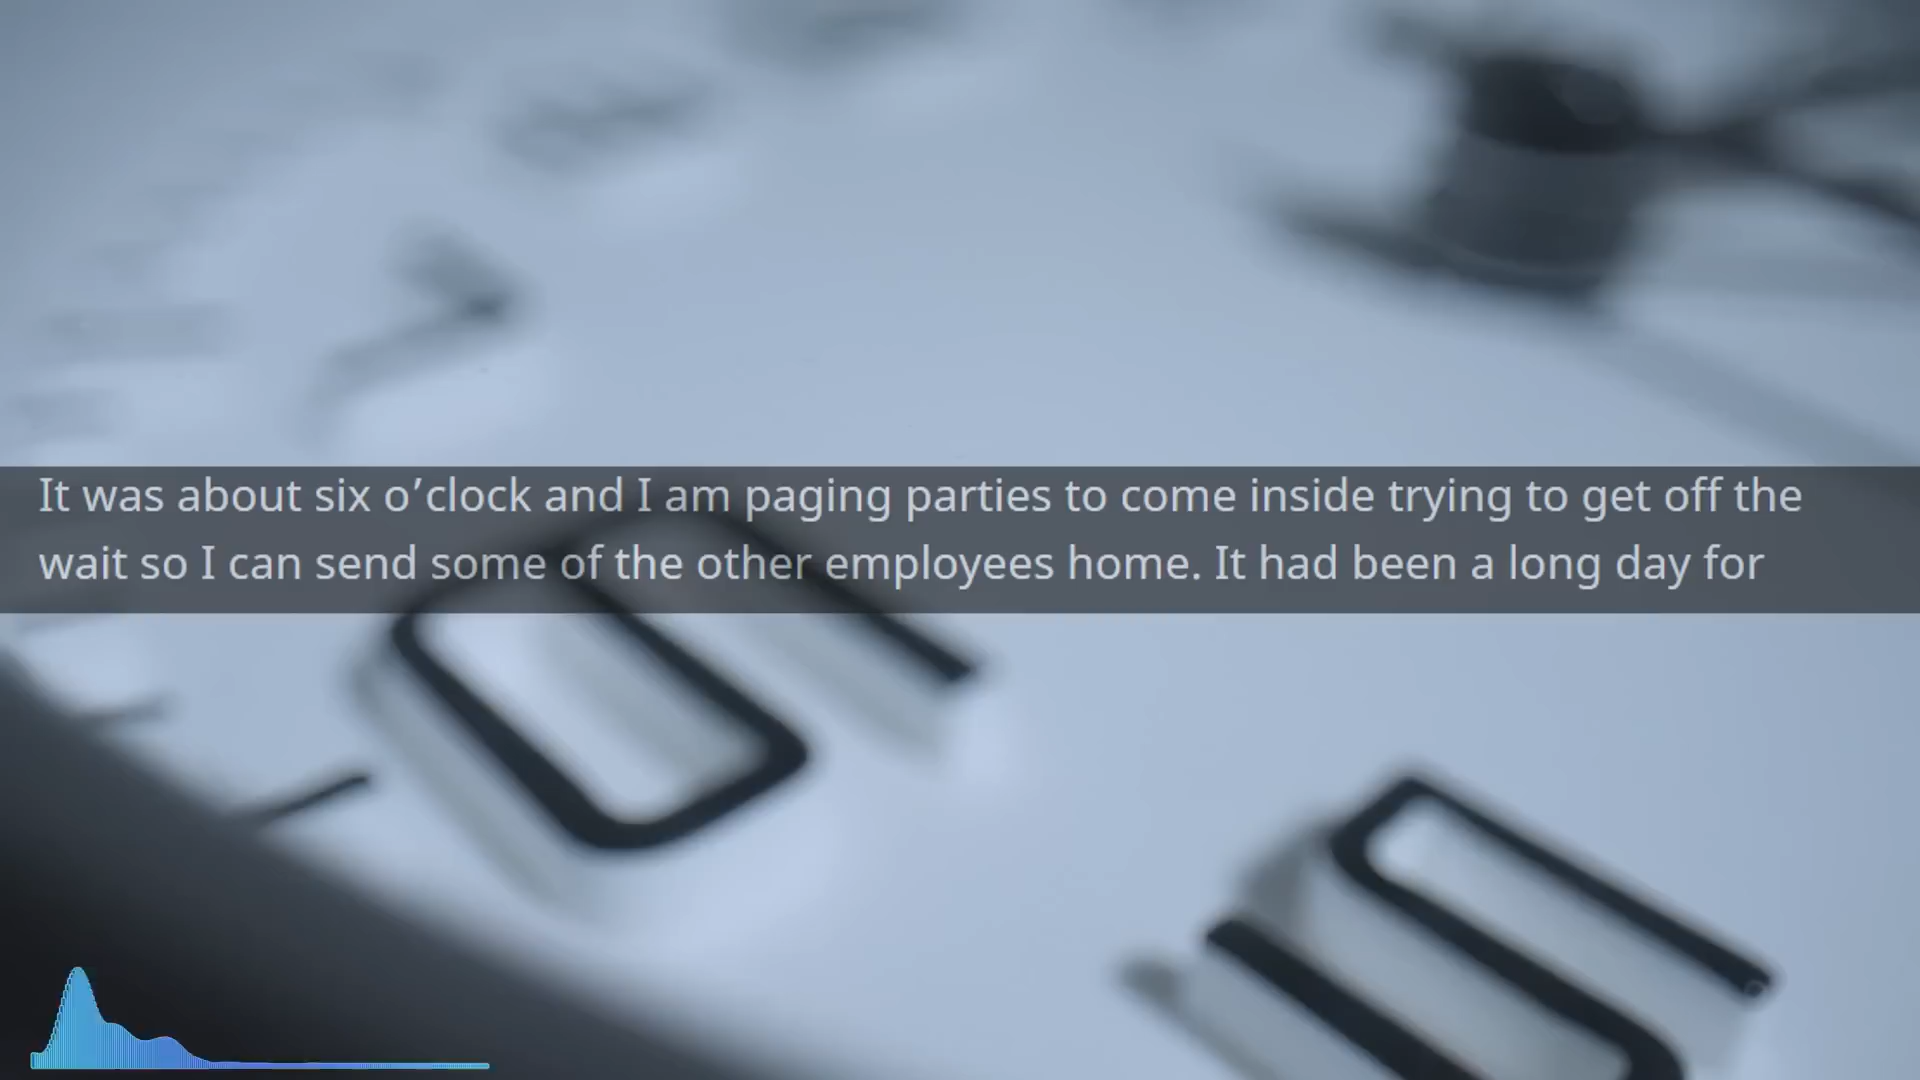 It was about six o’clock and I am paging parties to come inside trying to get off the
wait so I can send some of the other employees home. It had been a long day for